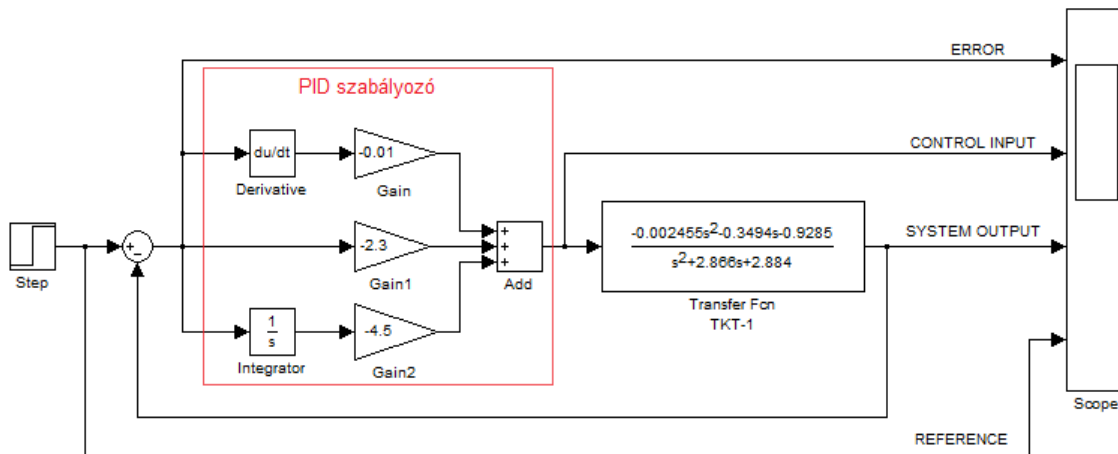 ERROR
PID szabályozó
du/dt
Derivative
-0.01
Gain
CONTROL INPUT
Step
+
−
-2.3
Gain1
+
+
+
Add
-0.002455s²-0.3494s-0.9285
s²+2.866s+2.884
Transfer Fcn
TKT-1
SYSTEM OUTPUT
1
s
Integrator
-4.5
Gain2
Scope
REFERENCE